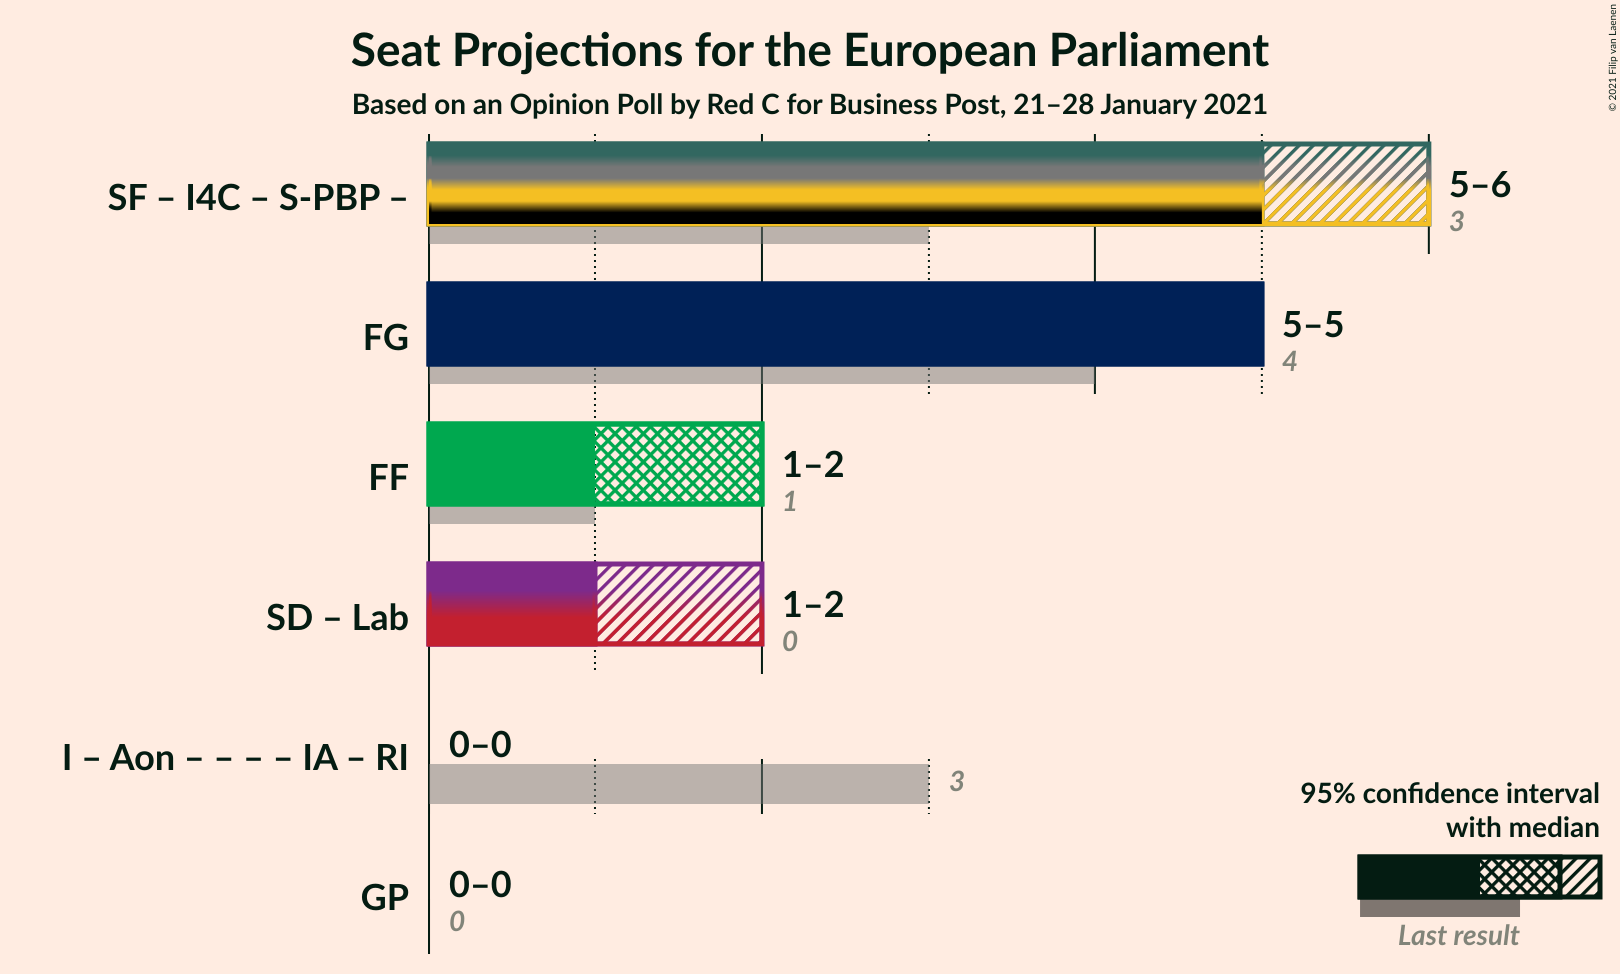 Seat Projections for the European Parliament
Based on an Opinion Poll by Red C for Business Post, 21–28 January 2021
© 2021 Filip van Laenen
SF – I4C – S-PBP –
5–6
3
FG
5–5
4
FF
1–2
1
SD – Lab
1–2
0
I – Aon – – – – IA – RI
0–0
3
GP
0–0
0
95% confidence interval
with median
Last result